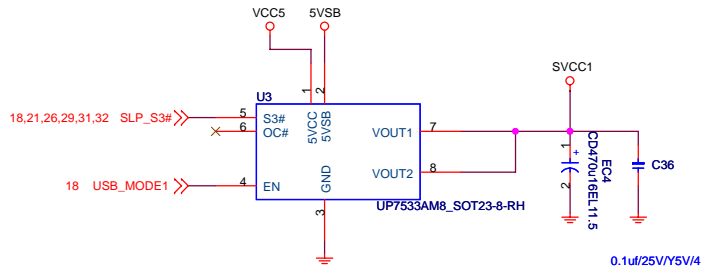 VCC5 5VSB
SVCC1
U3
1 2
18,21,26,29,31,32 SLP_S3# 5 S3#
6 OC#
5VCC 5VSB
VOUT1 7
VOUT2 8
18 USB_MODE1 4 EN
GND
3
UP7533AM8_SOT23-8-RH
1 +
2
EC4
CD470u16EL11.5
C36
0.1uf/25V/Y5V/4